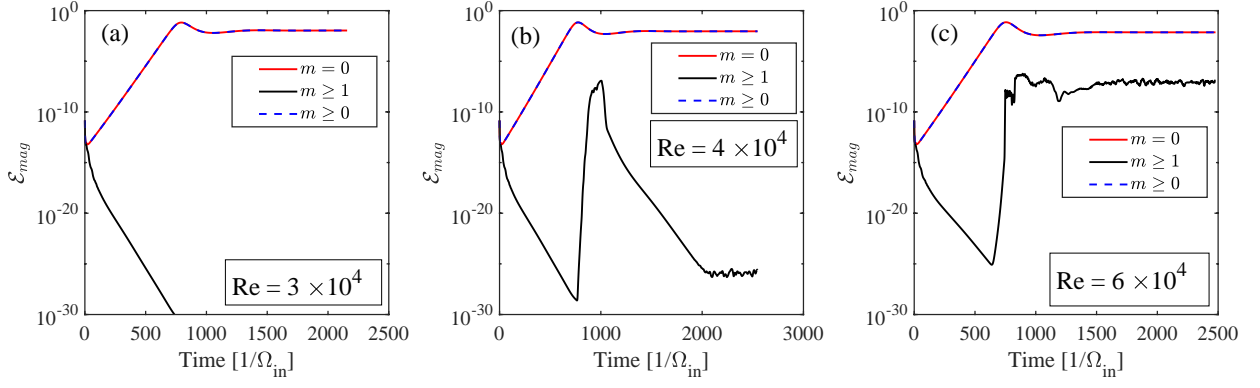 (a)
10^0
10^-10
10^-20
10^-30
ℰ_mag
m = 0
m ≥ 1
m ≥ 0
Re = 3 ×10^4
0 500 1000 1500 2000 2500
Time [1/Ω_in]
(b)
10^0
10^-10
10^-20
10^-30
ℰ_mag
m = 0
m ≥ 1
m ≥ 0
Re = 4 ×10^4
0 1000 2000 3000
Time [1/Ω_in]
(c)
10^0
10^-10
10^-20
10^-30
ℰ_mag
m = 0
m ≥ 1
m ≥ 0
Re = 6 ×10^4
0 500 1000 1500 2000 2500
Time [1/Ω_in]